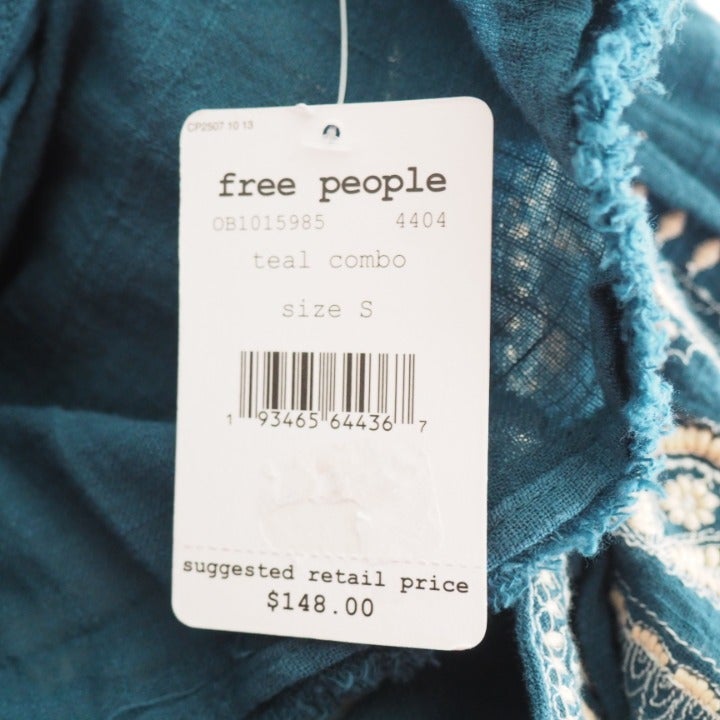 CP2507 10 13
free people
OB1015985 4404
teal combo
size S
1 93465 64436 7
suggested retail price
$148.00